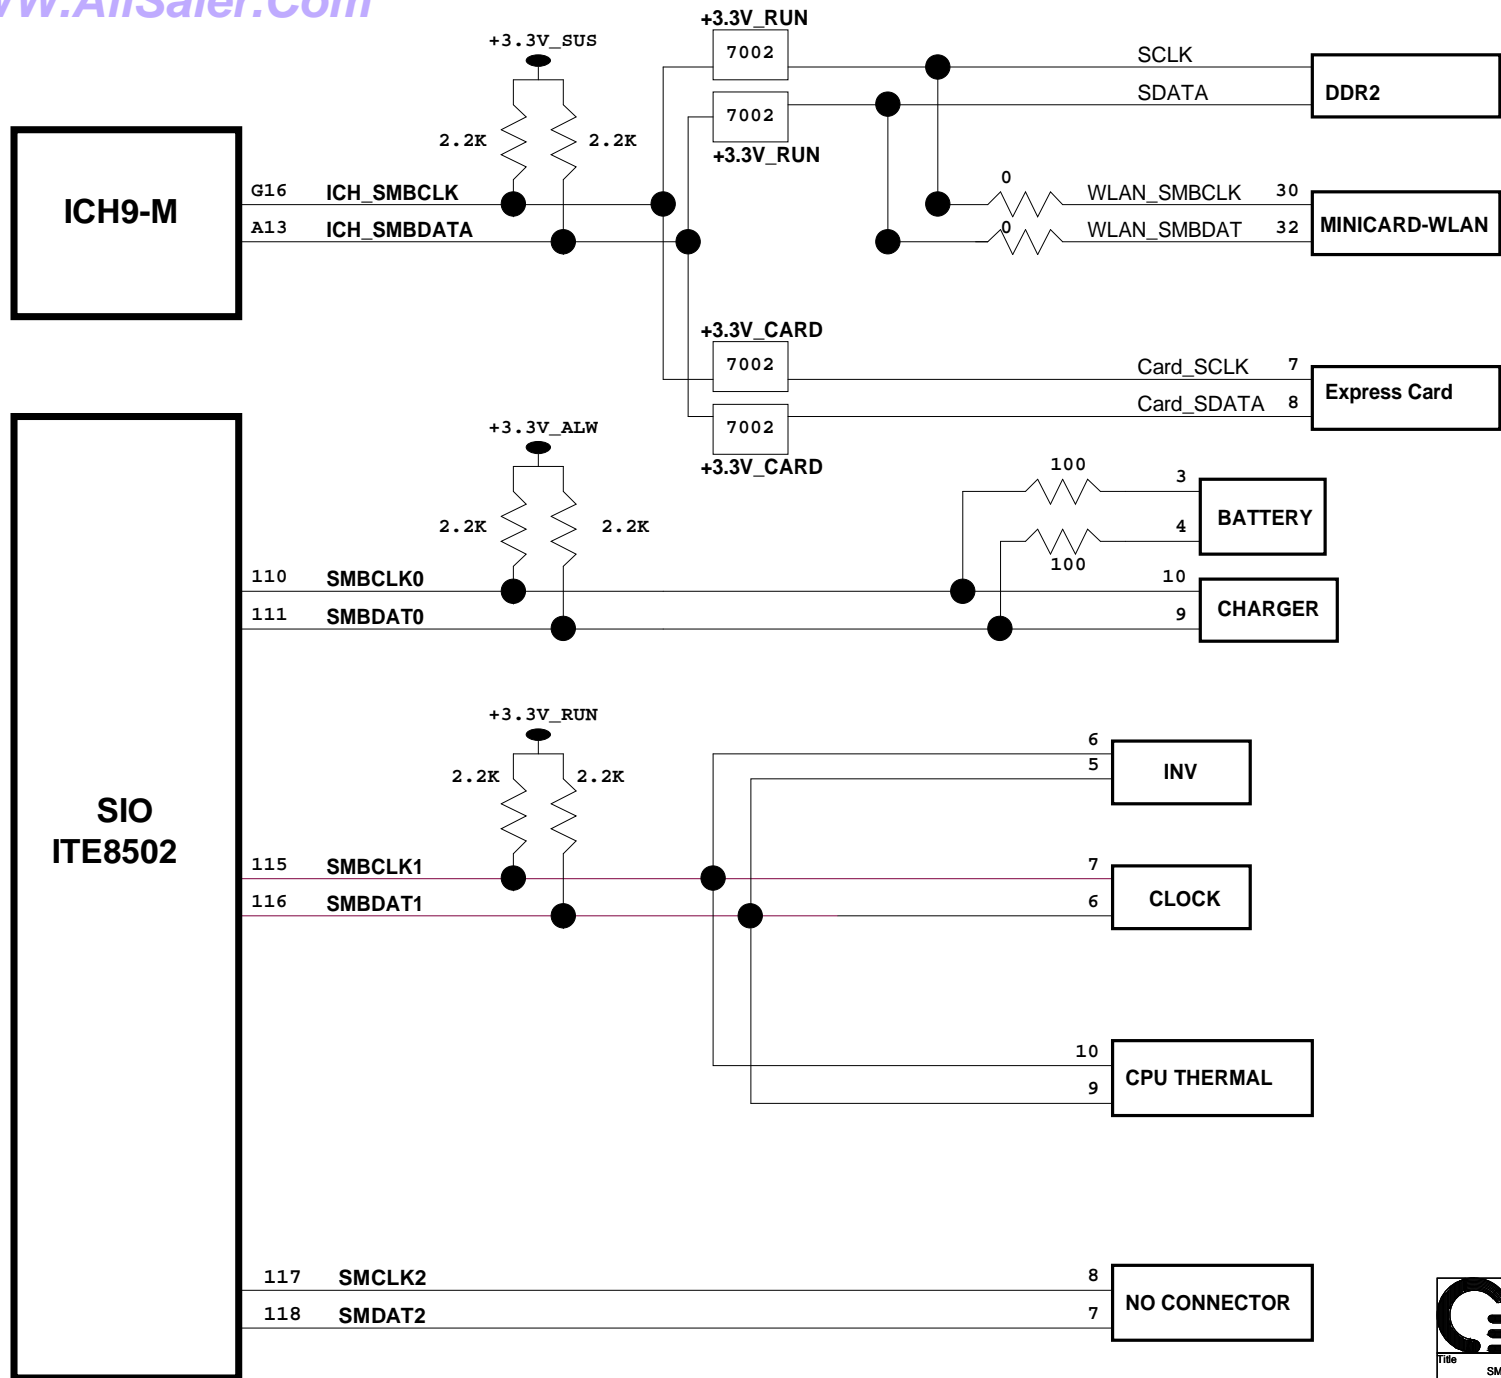 WW.AllSaler.Com
+3.3V_RUN
+3.3V_SUS
7002
SCLK
SDATA
DDR2
2.2K
2.2K
7002
+3.3V_RUN
ICH9-M
G16 ICH_SMBCLK
0 WLAN_SMBCLK 30
A13 ICH_SMBDATA
0 WLAN_SMBDAT 32
MINICARD-WLAN
+3.3V_CARD
7002
Card_SCLK 7
Card_SDATA 8
Express Card
+3.3V_ALW
7002
+3.3V_CARD
100
3
2.2K
2.2K
4
BATTERY
100
110 SMBCLK0
10
111 SMBDAT0
9
CHARGER
+3.3V_RUN
6
5
INV
2.2K
2.2K
SIO
ITE8502
115 SMBCLK1
7
116 SMBDAT1
6
CLOCK
10
9
CPU THERMAL
117 SMCLK2
8
118 SMDAT2
7
NO CONNECTOR
Title
SM